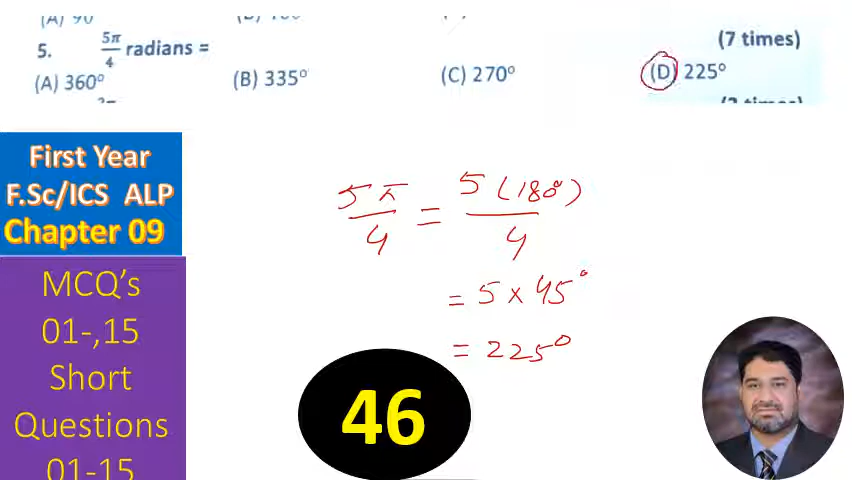 (A) 90
5. 5π/4 radians =
(7 times)
(A) 360°
(B) 335°
(C) 270°
(D) 225°
First Year
F.Sc/ICS ALP
Chapter 09
MCQ's
01-,15
Short
Questions
01-15
5π/4 = 5(180°)/4
= 5 × 45°
= 225°
46